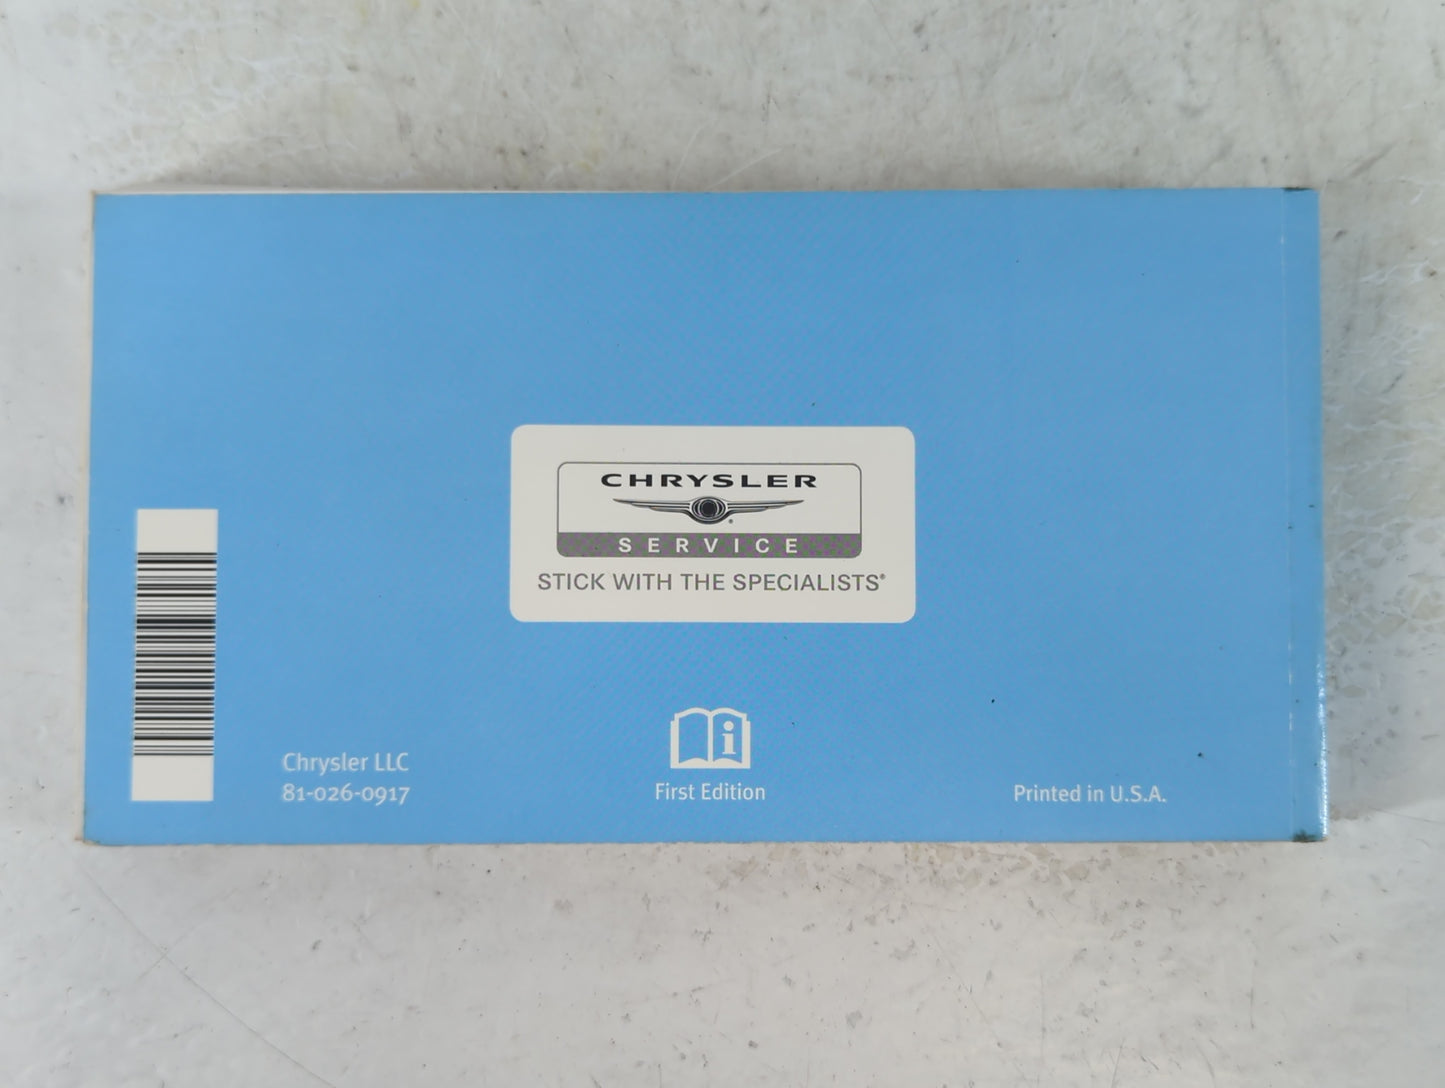 CHRYSLER
SERVICE
STICK WITH THE SPECIALISTS®
Chrysler LLC
81-026-0917
i
First Edition
Printed in U.S.A.